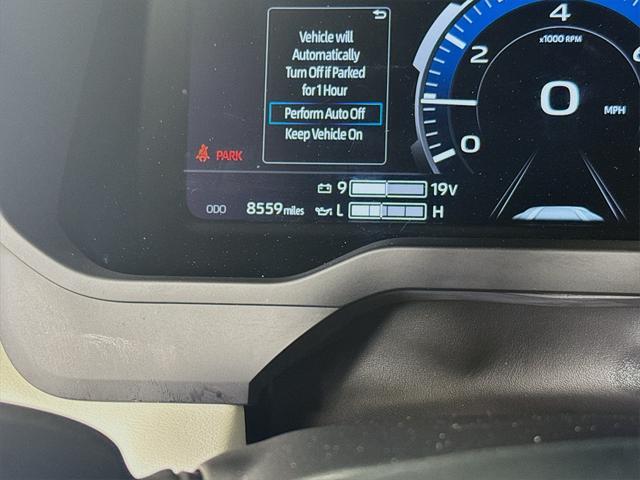 Vehicle will
Automatically
Turn Off if Parked
for 1 Hour
Perform Auto Off
Keep Vehicle On
4
x1000 RPM
2
6
0
MPH
0
PARK
9 19V
ODO 8559 miles
L H